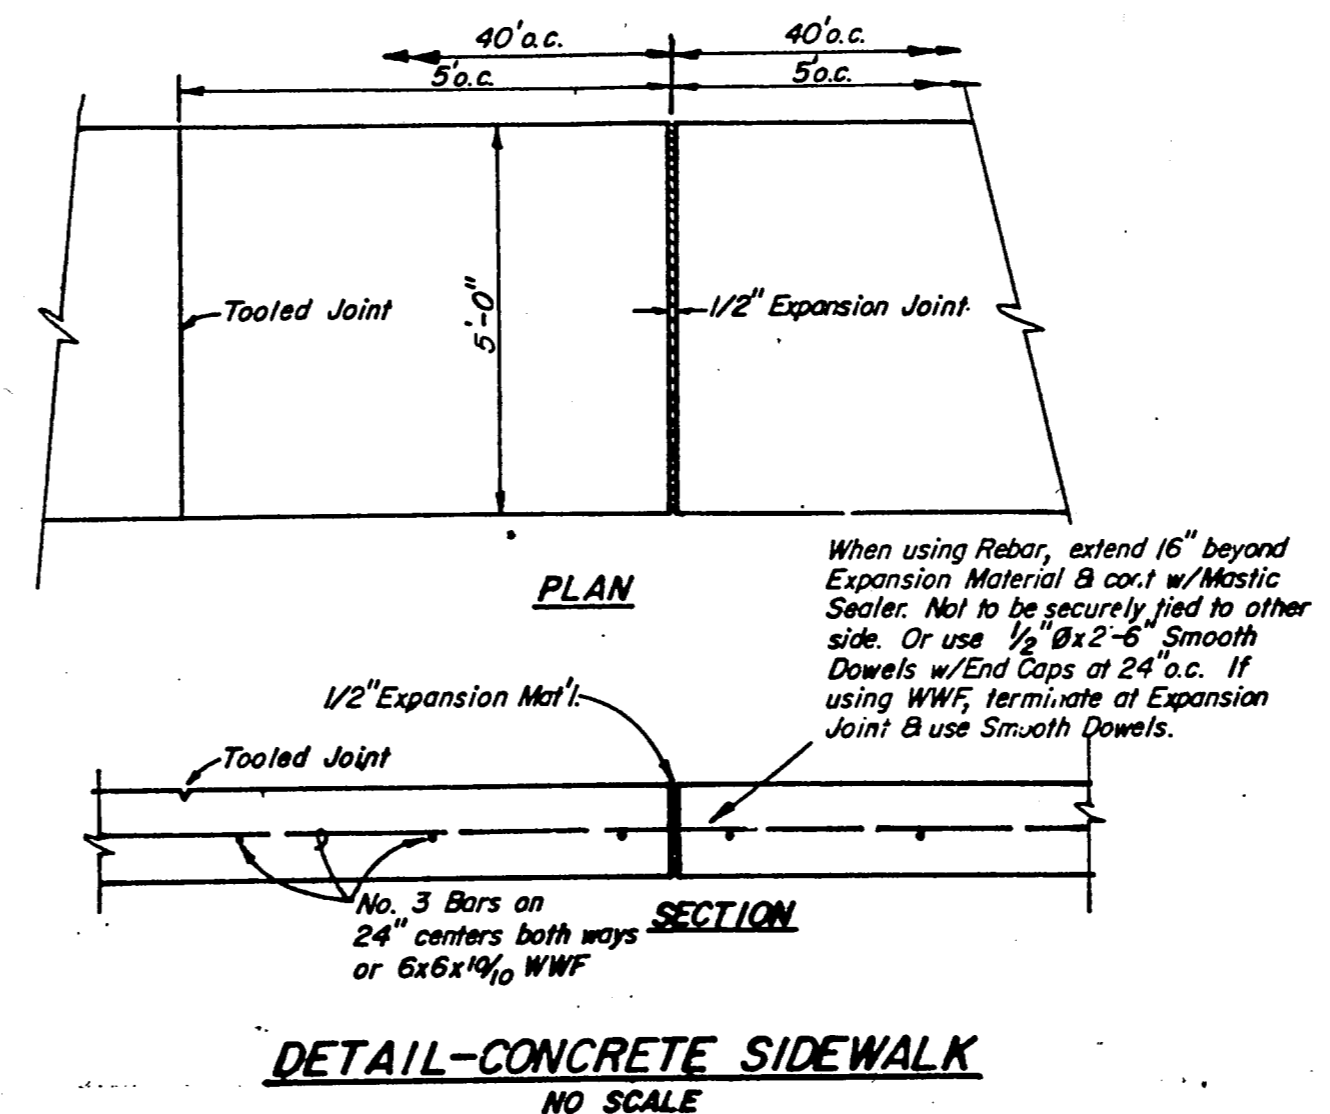 40'o.c.
40'o.c.
5'o.c.
5'o.c.
Tooled Joint
5'-0"
1/2" Expansion Joint
PLAN
When using Rebar, extend 16" beyond
Expansion Material & w/Mastic
Sealer. Not to be securely tied to other
side. Or use 1/2" Øx2'-6" Smooth
Dowels w/End Caps at 24"o.c. If
using WWF, terminate at Expansion
Joint & use Smooth Dowels.
1/2"Expansion Mat'l.
Tooled Joint
No. 3 Bars on
24" centers both ways
or 6x6x10/10 WWF
SECTION
DETAIL-CONCRETE SIDEWALK
NO SCALE